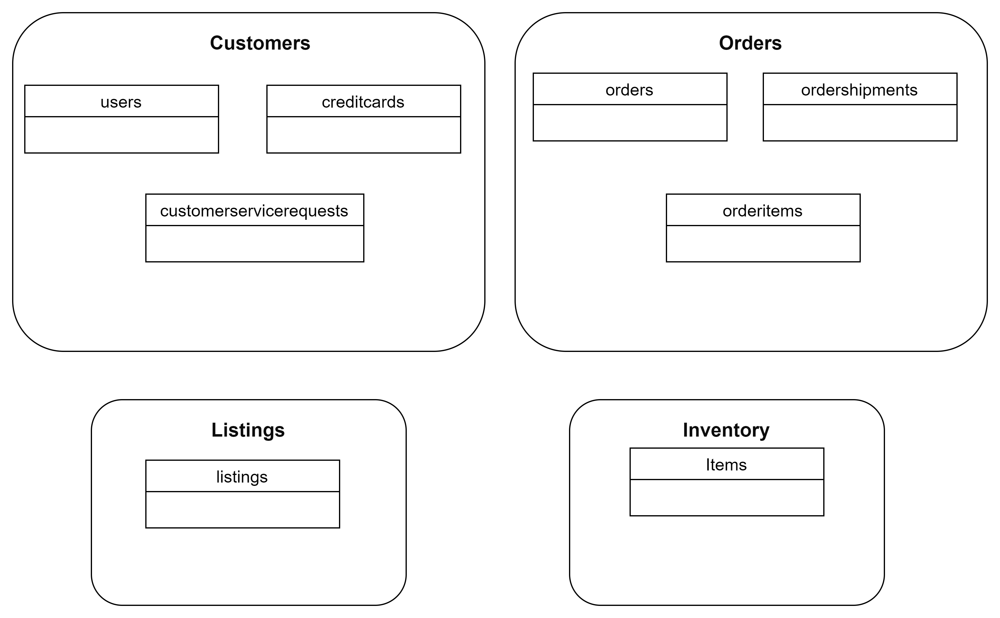 Customers
users
creditcards
customerservicerequests
Orders
orders
ordershipments
orderitems
Listings
listings
Inventory
Items